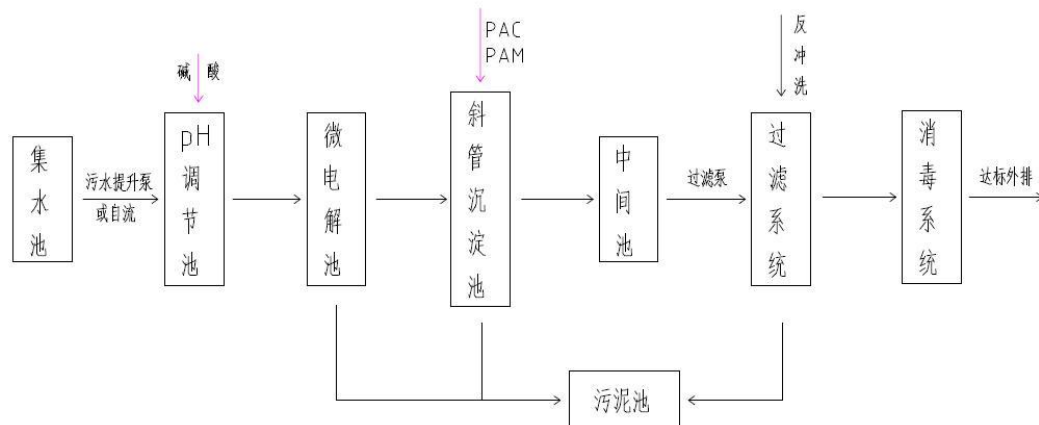 PAC
PAM
反冲洗
碱 酸
集水池
污水提升泵
或自流
pH调节池
微电解池
斜管沉淀池
中间池
过滤泵
过滤系统
消毒系统
达标外排
污泥池